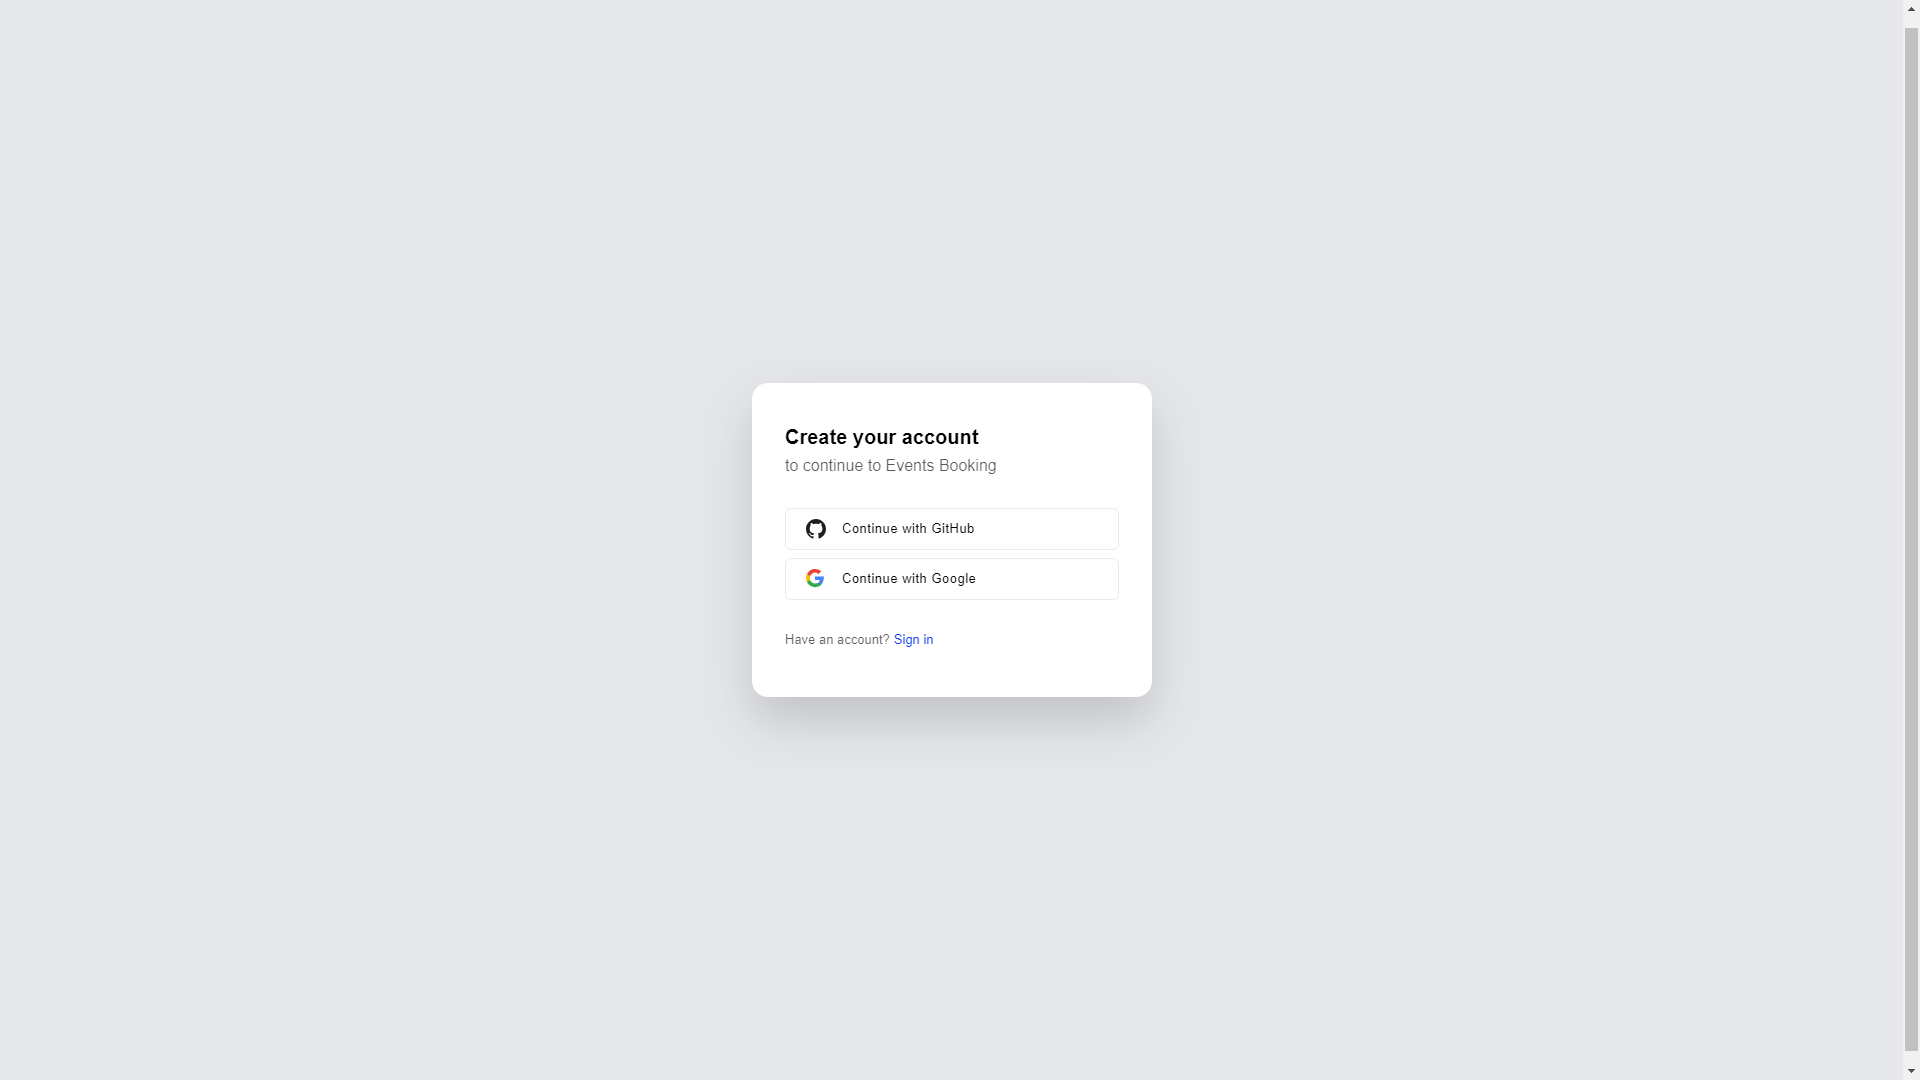 Create your account
to continue to Events Booking
Continue with GitHub
Continue with Google
Have an account? Sign in